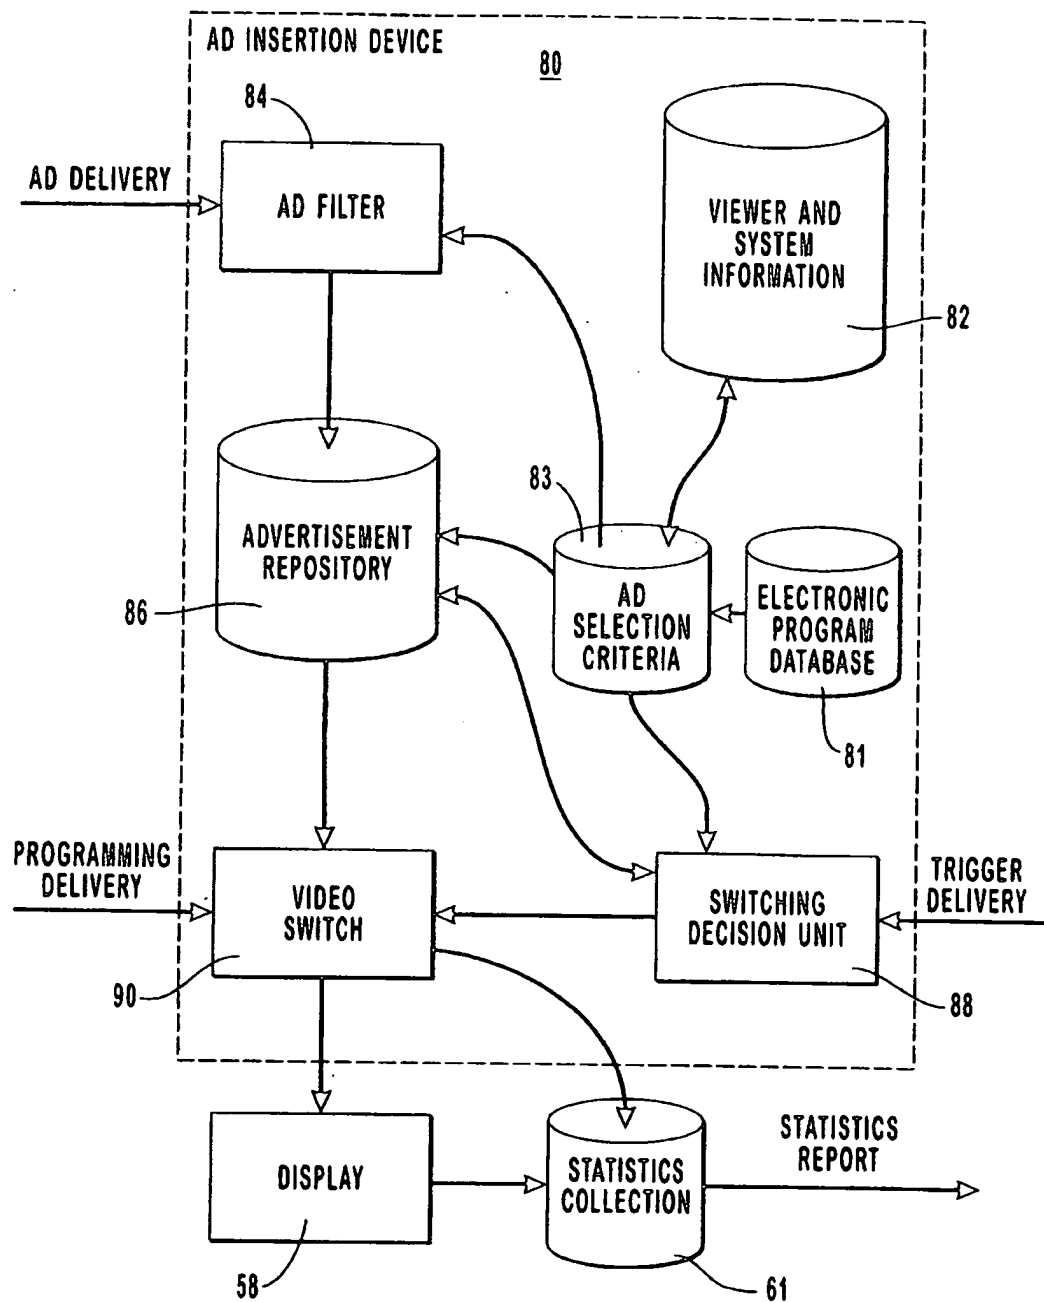 AD INSERTION DEVICE
80
84
AD DELIVERY
AD FILTER
VIEWER AND
SYSTEM
INFORMATION
82
83
ADVERTISEMENT
REPOSITORY
86
AD
SELECTION
CRITERIA
ELECTRONIC
PROGRAM
DATABASE
81
PROGRAMMING
DELIVERY
VIDEO
SWITCH
90
SWITCHING
DECISION UNIT
88
TRIGGER
DELIVERY
DISPLAY
58
STATISTICS
COLLECTION
61
STATISTICS
REPORT